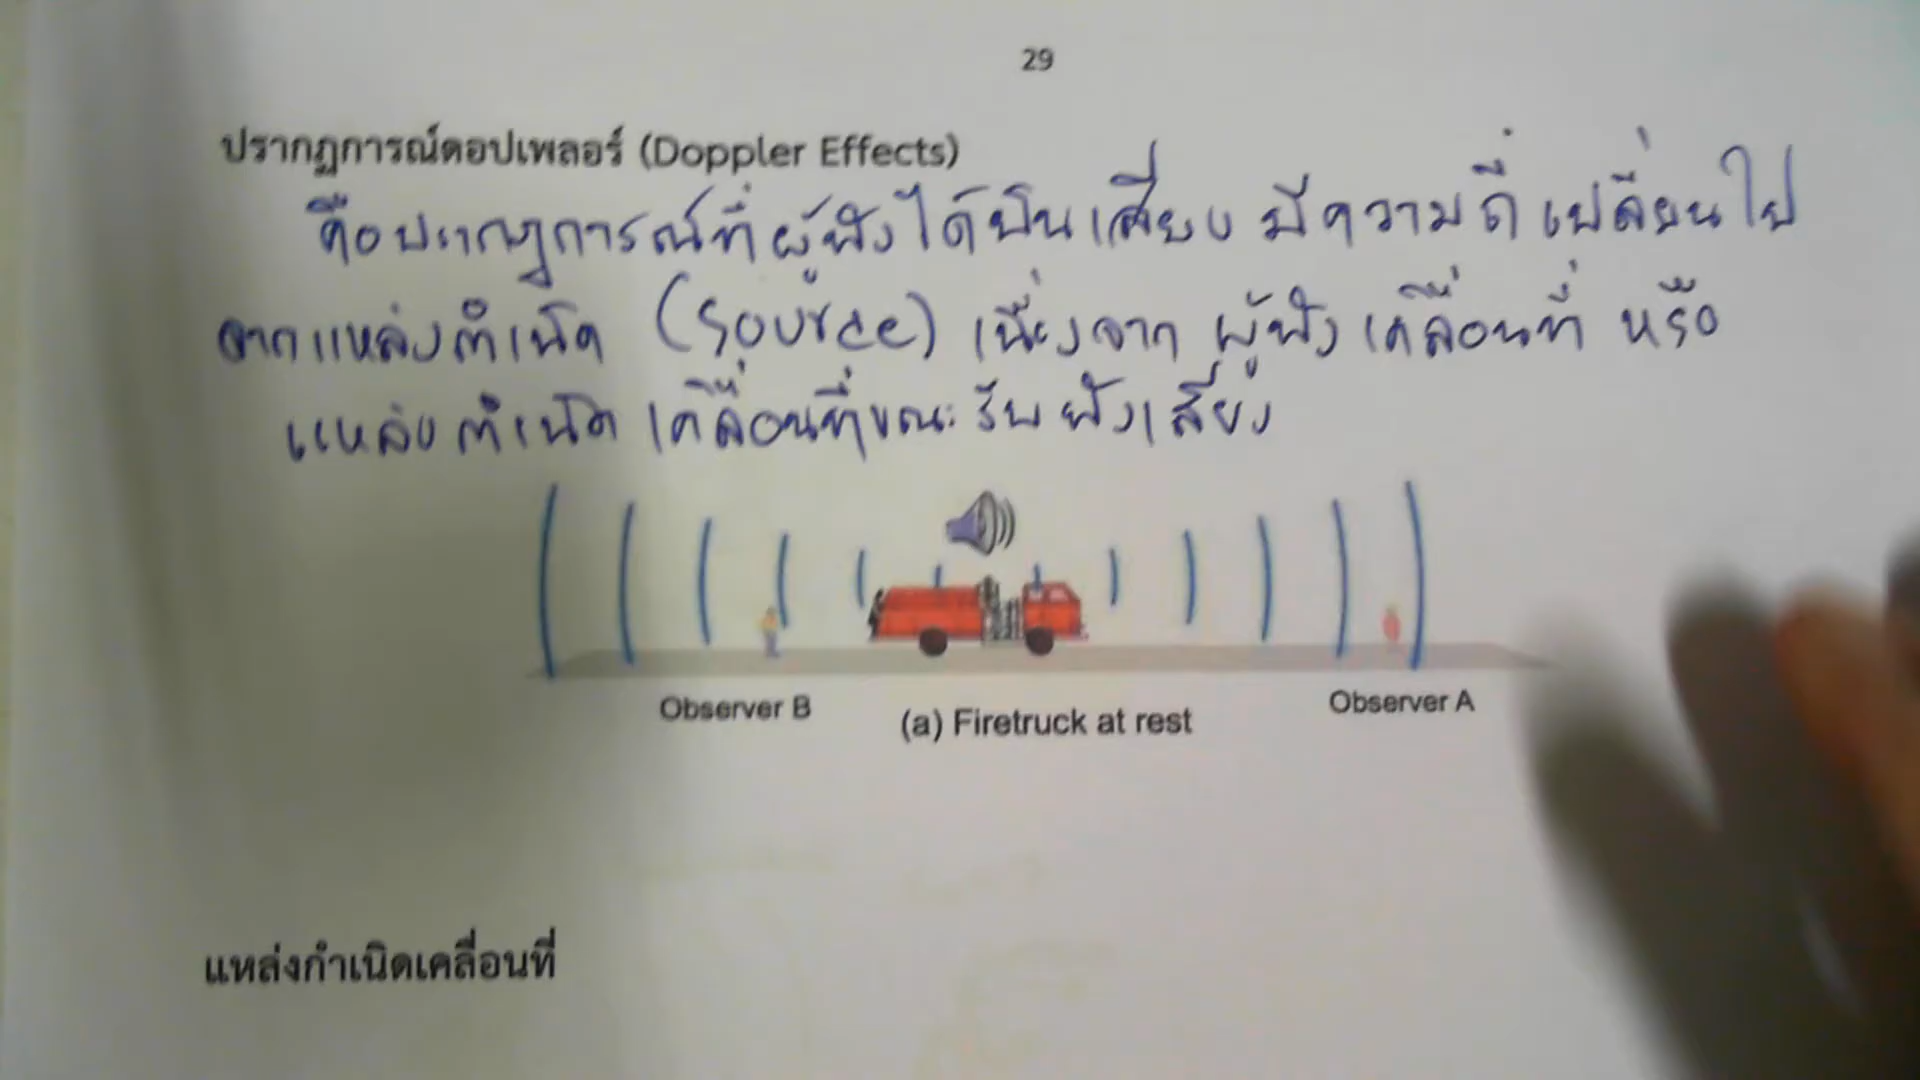 29
ปรากฏการณ์ดอปเพลอร์ (Doppler Effects)
คือปรากฏการณ์ที่ผู้ฟังได้ยินเสียง มีความถี่ เปลี่ยนไป
จากแหล่งกำเนิด (Source) เนื่องจาก ผู้ฟัง เคลื่อนที่ หรือ
แหล่งกำเนิด เคลื่อนที่ขณะรับฟังเสียง
Observer B
(a) Firetruck at rest
Observer A
แหล่งกำเนิดเคลื่อนที่